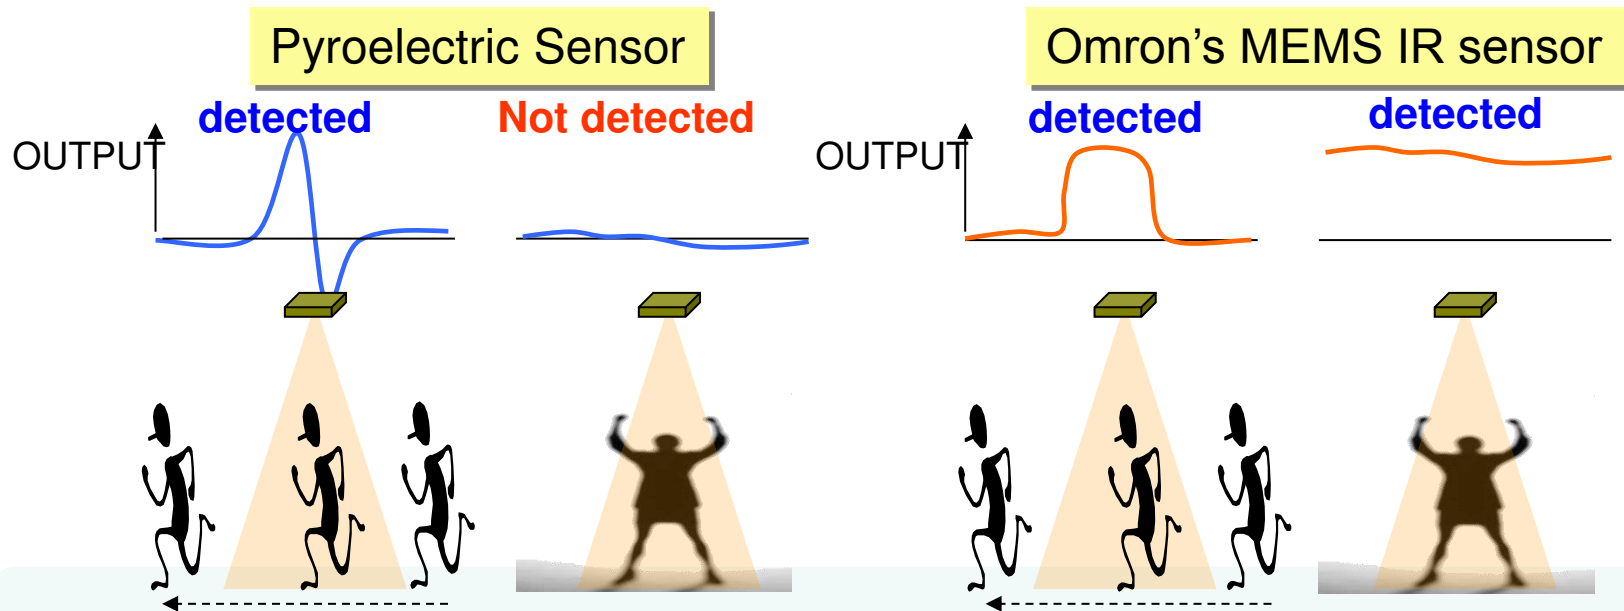 Pyroelectric Sensor
Omron's MEMS IR sensor
detected
Not detected
detected
detected
OUTPUT
OUTPUT